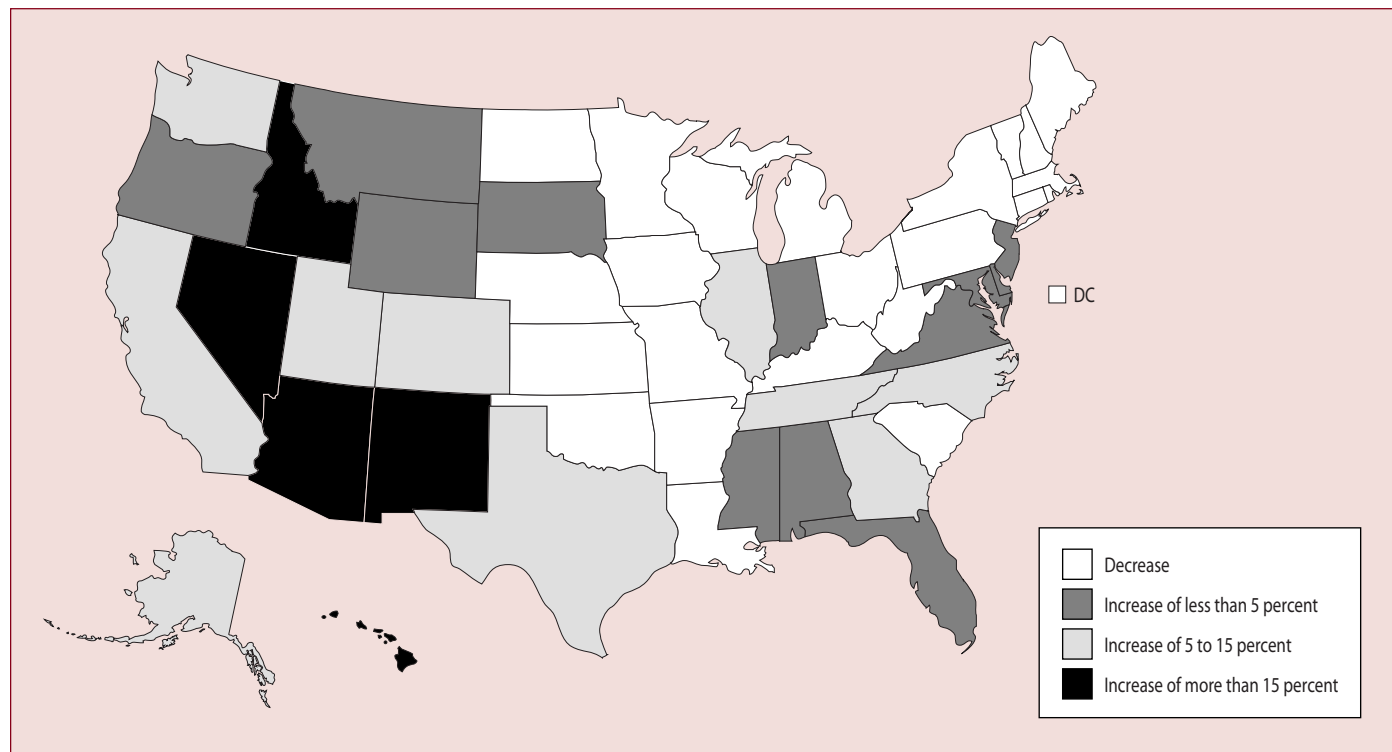 DC
Decrease
Increase of less than 5 percent
Increase of 5 to 15 percent
Increase of more than 15 percent